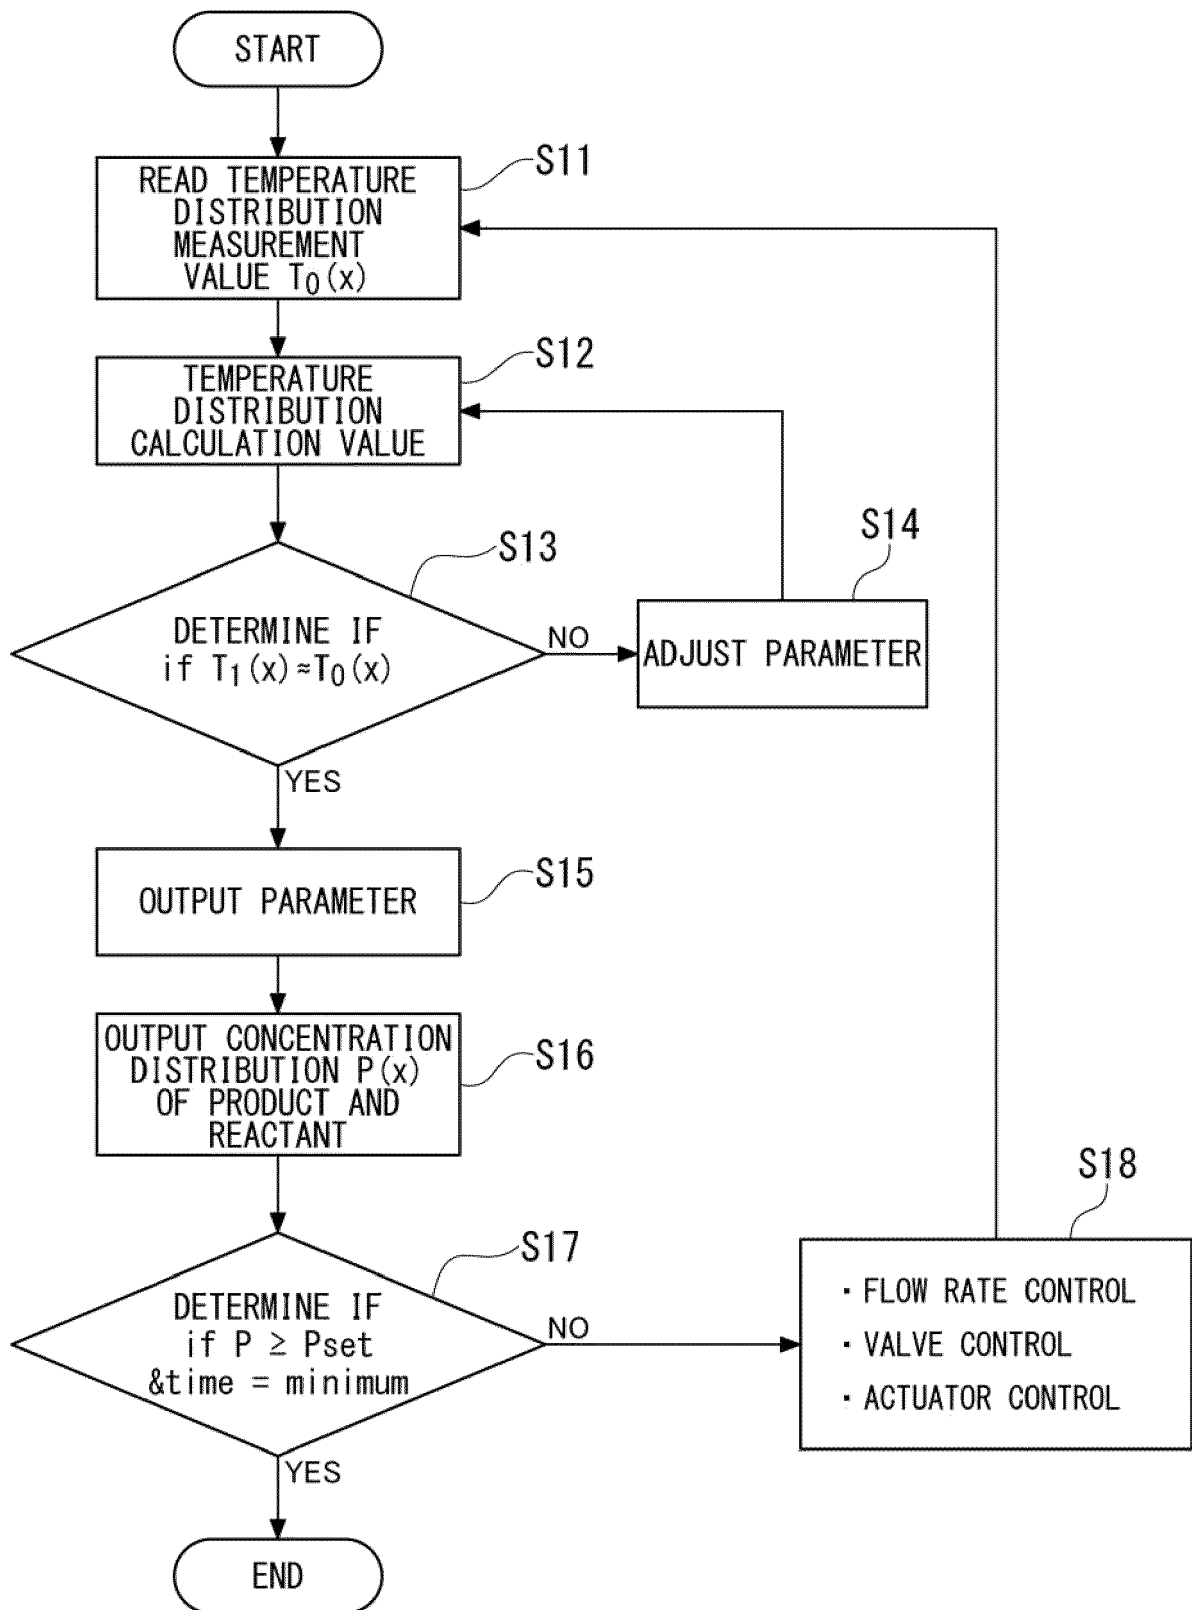 START
S11
READ TEMPERATURE
DISTRIBUTION
MEASUREMENT
VALUE T₀(x)
S12
TEMPERATURE
DISTRIBUTION
CALCULATION VALUE
S13
DETERMINE IF
if T₁(x)≈T₀(x)
NO
S14
ADJUST PARAMETER
YES
S15
OUTPUT PARAMETER
S16
OUTPUT CONCENTRATION
DISTRIBUTION P(x)
OF PRODUCT AND
REACTANT
S17
DETERMINE IF
if P ≥ Pset
&time = minimum
NO
S18
・FLOW RATE CONTROL
・VALVE CONTROL
・ACTUATOR CONTROL
YES
END